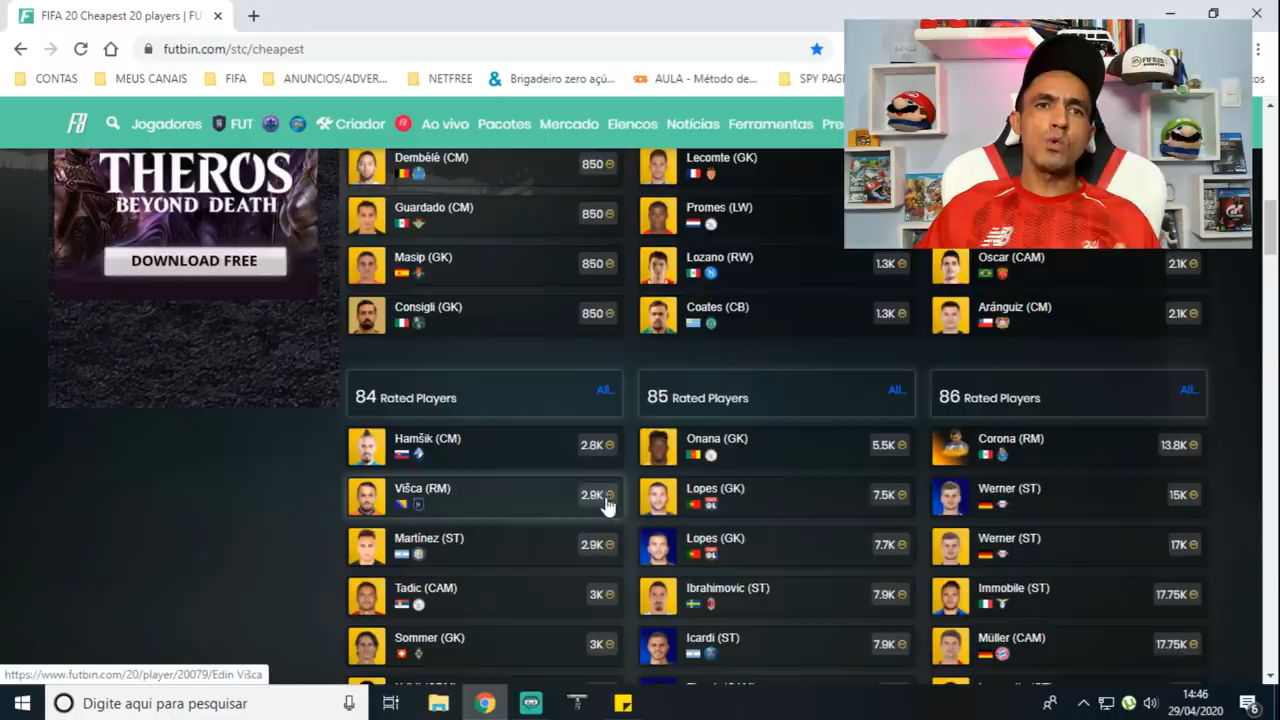 FIFA 20 Cheapest 20 players | FU
futbin.com/stc/cheapest
CONTAS MEUS CANAIS FIFA ANUNCIOS/ADVER... NETFREE Brigadeiro zero açú... AULA - Método de... SPY PAG
Jogadores FUT Criador Ao vivo Pacotes Mercado Elencos Notícias Ferramentas Pre
THEROS
BEYOND DEATH
DOWNLOAD FREE
Dembélé (CM) 850
Guardado (CM) 850
Masip (GK) 850
Consigli (GK) 850
Lecomte (GK)
Promes (LW)
Lozano (RW) 1.3K
Coates (CB) 1.3K
Oscar (CAM) 2.1K
Aránguiz (CM) 2.1K
84 Rated Players All..
Hamšik (CM) 2.8K
Višca (RM) 2.9K
Martínez (ST) 2.9K
Tadic (CAM) 3K
Sommer (GK) 3K
85 Rated Players All..
Onana (GK) 5.5K
Lopes (GK) 7.5K
Lopes (GK) 7.7K
Ibrahimovic (ST) 7.9K
Icardi (ST) 7.9K
86 Rated Players All..
Corona (RM) 13.8K
Werner (ST) 15K
Werner (ST) 17K
Immobile (ST) 17.75K
Müller (CAM) 17.75K
https://www.futbin.com/20/player/20079/Edin Višca
Digite aqui para pesquisar
14:46
29/04/2020
6